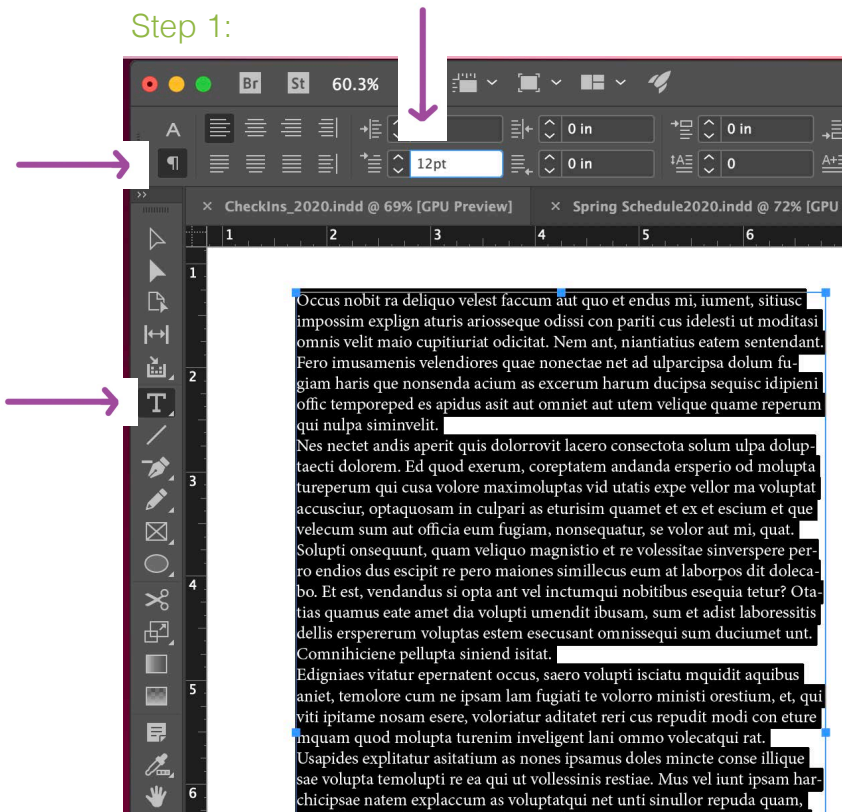 Step 1:
Br St 60.3%
A 0 in 0 in
¶ 12pt 0 in 0
× CheckIns_2020.indd @ 69% [GPU Preview] × Spring Schedule2020.indd @ 72% [GPU
1 2 3 4 5 6
1
Occus nobit ra deliquo velest faccum aut quo et endus mi, iument, sitiusc
impossim explign aturis ariosseque odissi con pariti cus idelesti ut moditasi
omnis velit maio cupitiuriat odicitat. Nem ant, niantiatius eatem sentendant.
Fero imusamenis velendiores quae nonectae net ad ulparcipsa dolum fu-
2
giam haris que nonsenda acium as excerum harum ducipsa sequisc idipieni
offic temporeped es apidus asit aut omniet aut utem velique quame reperum
T
qui nulpa siminvelit.
Nes nectet andis aperit quis dolorrovit lacero consectota solum ulpa dolup-
taecti dolorem. Ed quod exerum, coreptatem andanda ersperio od molupta
3
tureperum qui cusa volore maximoluptas vid utatis expe vellor ma voluptat
accusciur, optaquosam in culpari as eturisim quamet et ex et escium et que
velecum sum aut officia eum fugiam, nonsequatur, se volor aut mi, quat.
Solupti onsequunt, quam veliquo magnistio et re volessitae sinverspere per-
ro endios dus escipit re pero maiones simillecus eum at laborpos dit doleca-
4
bo. Et est, vendandus si opta ant vel inctumqui nobitibus esequia tetur? Ota-
tias quamus eate amet dia volupti umendit ibusam, sum et adist laboressitis
dellis erspererum voluptas estem esecusant omnissequi sum duciumet unt.
Comnihiciene pellupta siniend isitat.
Edigniaes vitatur epernatent occus, saero volupti isciatu mquidit aquibus
5
aniet, temolore cum ne ipsam lam fugiati te volorro ministi orestium, et, qui
viti ipitame nosam esere, voloriatur aditatet reri cus repudit modi con eture
mquam quod molupta turenim inveligent lani ommo volecatqui rat.
Usapides explitatur asitatium as nones ipsamus doles mincte conse illique
sae volupta temolupti re ea qui ut vollessinis restiae. Mus vel iunt ipsam har-
6
chicipsae natem explaccum as voluptatqui net unti sinullor repuda quam,